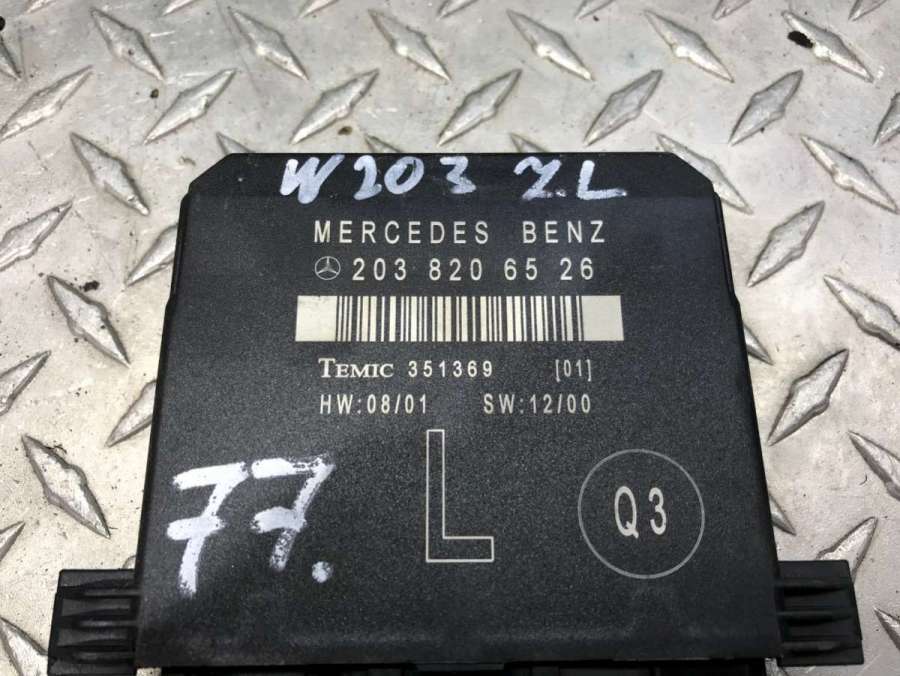 W203 Z.L
MERCEDES BENZ
203 820 65 26
TEMIC 351369 [01]
HW:08/01 SW:12/00
L
Q3
77.